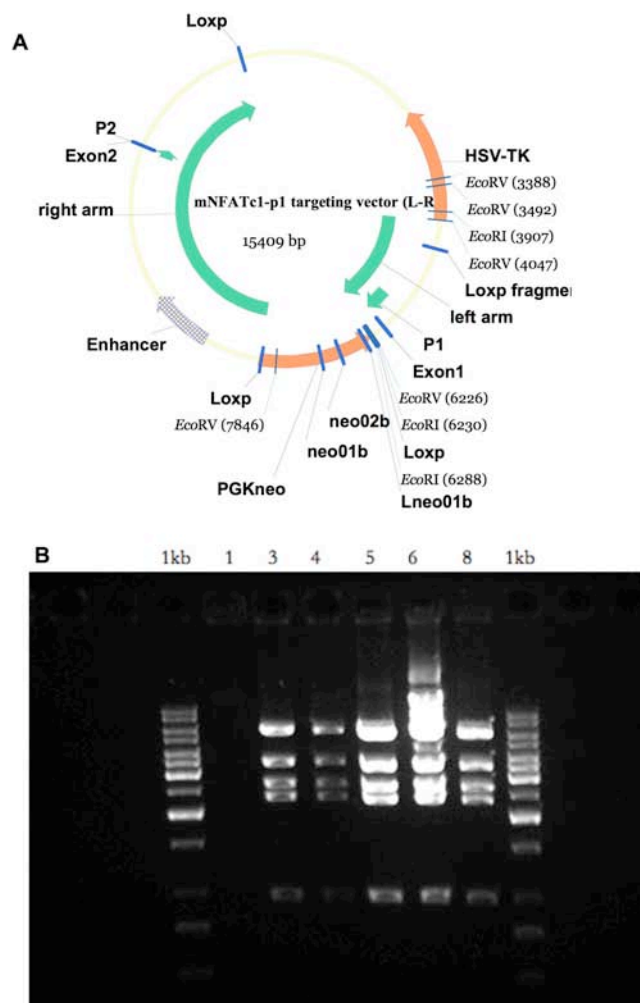 A
Loxp
P2
Exon2
right arm
mNFATc1-p1 targeting vector (L-R
15409 bp
HSV-TK
EcoRV (3388)
EcoRV (3492)
EcoRI (3907)
EcoRV (4047)
Loxp fragmer
left arm
P1
Exon1
Enhancer
Loxp
EcoRV (7846)
EcoRV (6226)
neo02b
EcoRI (6230)
neo01b
Loxp
PGKneo
EcoRI (6288)
Lneo01b
B
1kb 1 3 4 5 6 8 1kb